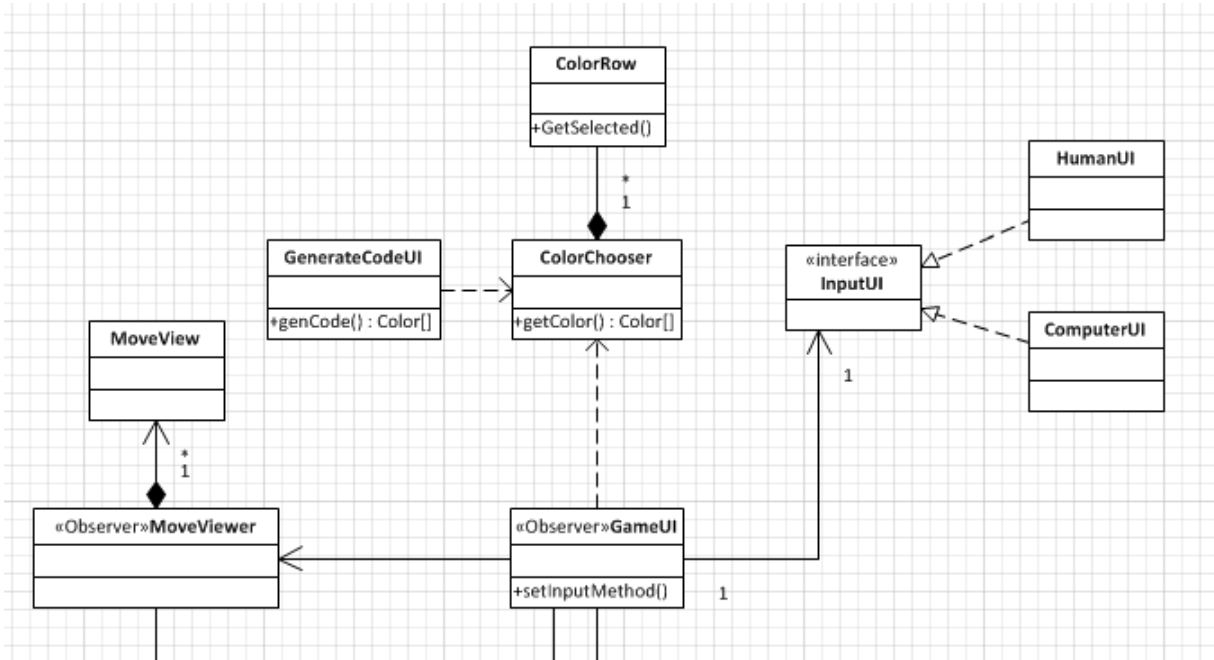 ColorRow
+GetSelected()
*
1
HumanUI
GenerateCodeUI
+genCode() : Color[]
ColorChooser
+getColor() : Color[]
«interface»
InputUI
ComputerUI
MoveView
1
*
1
«Observer»MoveViewer
«Observer»GameUI
+setInputMethod()
1